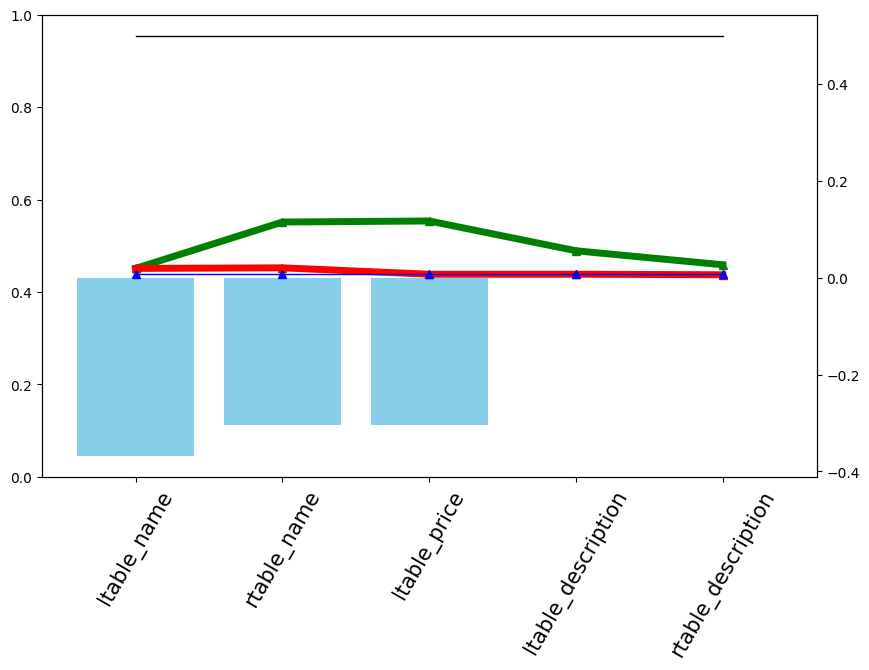 1.0
0.8
0.6
0.4
0.2
0.0
0.4
0.2
0.0
−0.2
−0.4
ltable_name
rtable_name
ltable_price
ltable_description
rtable_description